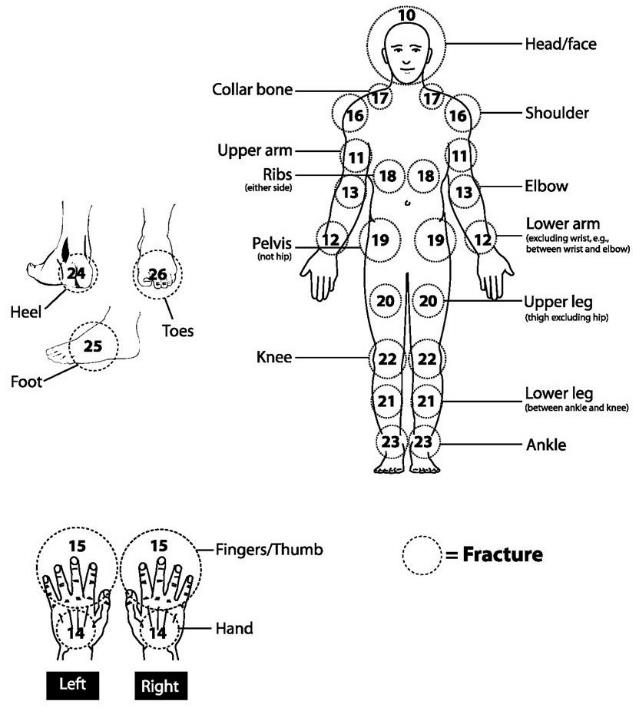 10
Head/face
Collar bone
17
17
16
16
Shoulder
Upper arm
11
11
Ribs
(either side)
18
18
13
13
Elbow
Lower arm
(excluding wrist, e.g.,
between wrist and elbow)
12
12
Pelvis
(not hip)
19
19
24
26
Heel
Toes
20
20
Upper leg
(thigh excluding hip)
25
Foot
Knee
22
22
21
21
Lower leg
(between ankle and knee)
23
23
Ankle
15
15
Fingers/Thumb
= Fracture
14
14
Hand
Left
Right